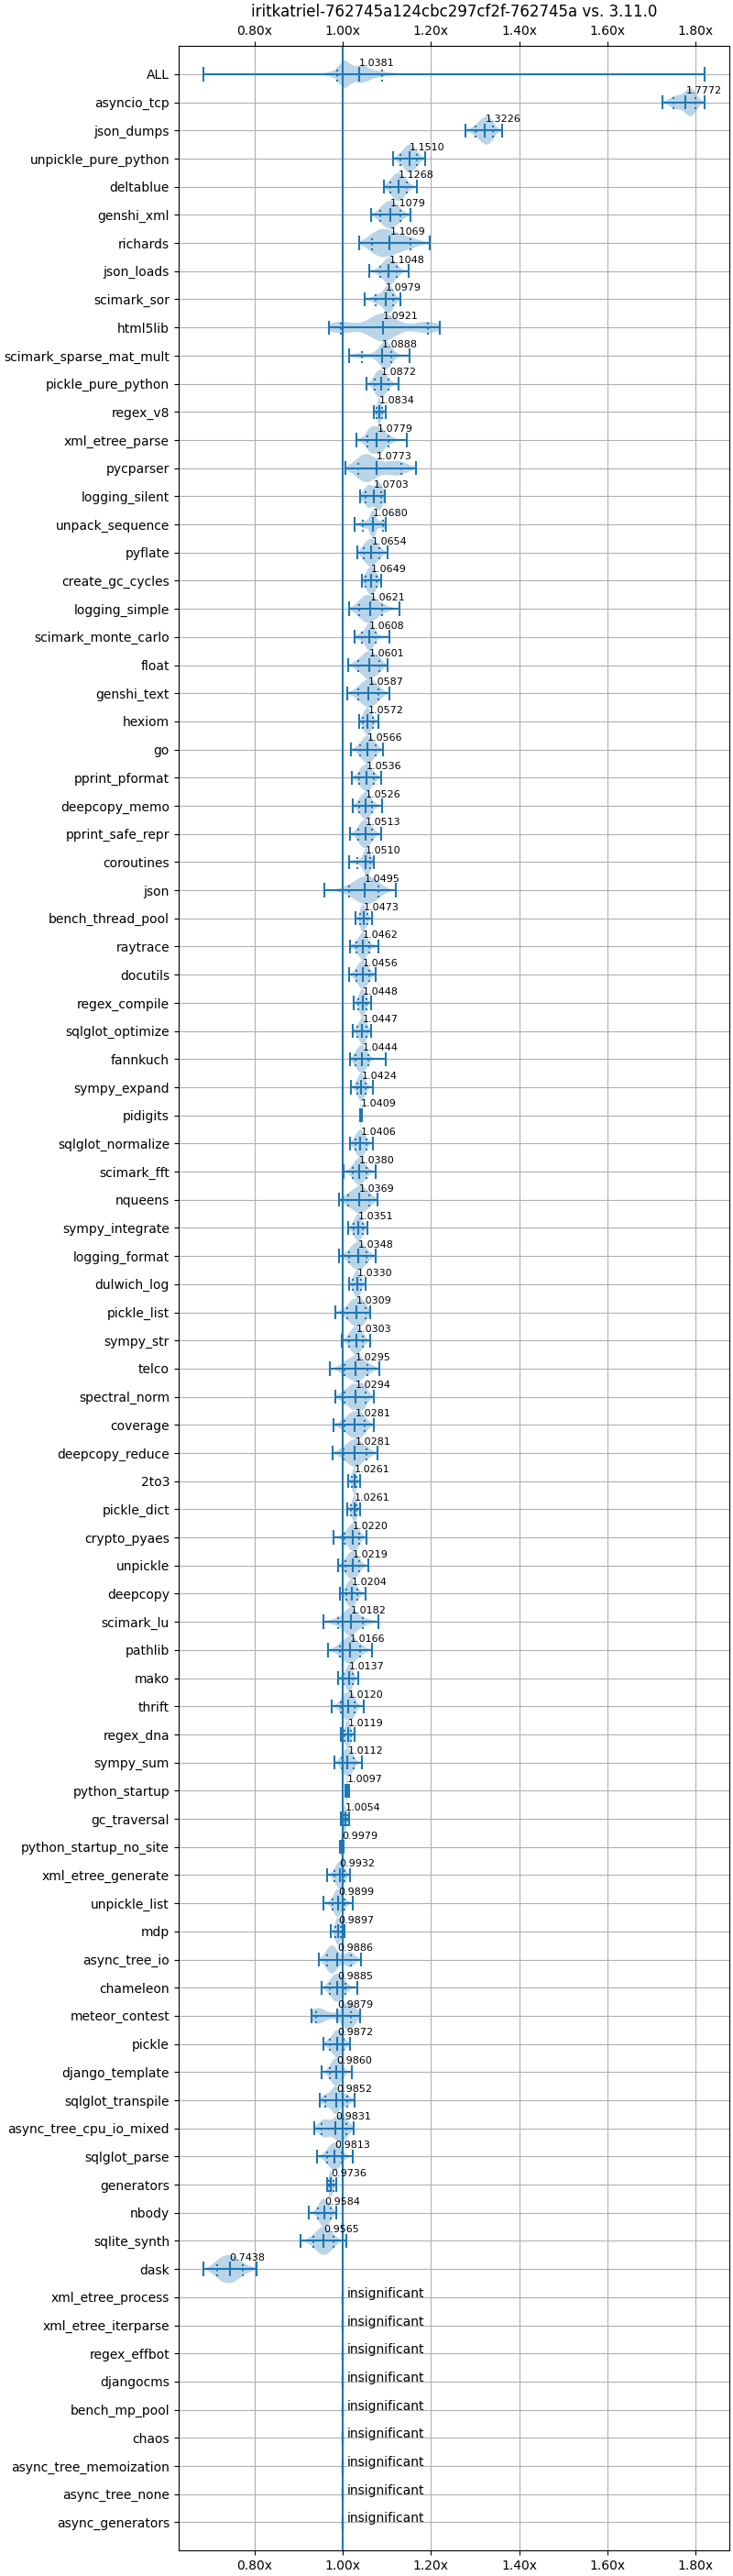 iritkatriel-762745a124cbc297cf2f-762745a vs. 3.11.0
0.80x 1.00x 1.20x 1.40x 1.60x 1.80x
ALL 1.0381
asyncio_tcp 1.7772
json_dumps 1.3226
unpickle_pure_python 1.1510
deltablue 1.1268
genshi_xml 1.1079
richards 1.1069
json_loads 1.1048
scimark_sor 1.0979
html5lib 1.0921
scimark_sparse_mat_mult 1.0888
pickle_pure_python 1.0872
regex_v8 1.0834
xml_etree_parse 1.0779
pycparser 1.0773
logging_silent 1.0703
unpack_sequence 1.0680
pyflate 1.0654
create_gc_cycles 1.0649
logging_simple 1.0621
scimark_monte_carlo 1.0608
float 1.0601
genshi_text 1.0587
hexiom 1.0572
go 1.0566
pprint_pformat 1.0536
deepcopy_memo 1.0526
pprint_safe_repr 1.0513
coroutines 1.0510
json 1.0495
bench_thread_pool 1.0473
raytrace 1.0462
docutils 1.0456
regex_compile 1.0448
sqlglot_optimize 1.0447
fannkuch 1.0444
sympy_expand 1.0424
pidigits 1.0409
sqlglot_normalize 1.0406
scimark_fft 1.0380
nqueens 1.0369
sympy_integrate 1.0351
logging_format 1.0348
dulwich_log 1.0330
pickle_list 1.0309
sympy_str 1.0303
telco 1.0295
spectral_norm 1.0294
coverage 1.0281
deepcopy_reduce 1.0281
2to3 1.0261
pickle_dict 1.0261
crypto_pyaes 1.0220
unpickle 1.0219
deepcopy 1.0204
scimark_lu 1.0182
pathlib 1.0166
mako 1.0137
thrift 1.0120
regex_dna 1.0119
sympy_sum 1.0112
python_startup 1.0097
gc_traversal 1.0054
python_startup_no_site 0.9979
xml_etree_generate 0.9932
unpickle_list 0.9899
mdp 0.9897
async_tree_io 0.9886
chameleon 0.9885
meteor_contest 0.9879
pickle 0.9872
django_template 0.9860
sqlglot_transpile 0.9852
async_tree_cpu_io_mixed 0.9831
sqlglot_parse 0.9813
generators 0.9736
nbody 0.9584
sqlite_synth 0.9565
dask 0.7438
xml_etree_process insignificant
xml_etree_iterparse insignificant
regex_effbot insignificant
djangocms insignificant
bench_mp_pool insignificant
chaos insignificant
async_tree_memoization insignificant
async_tree_none insignificant
async_generators insignificant
0.80x 1.00x 1.20x 1.40x 1.60x 1.80x